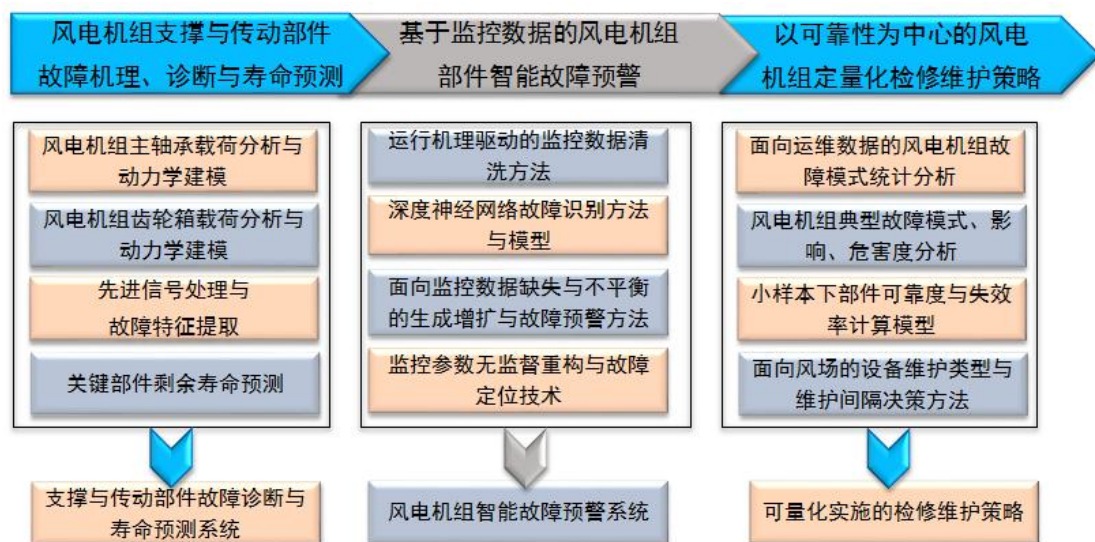 风电机组支撑与传动部件
故障机理、诊断与寿命预测
基于监控数据的风电机组
部件智能故障预警
以可靠性为中心的风电
机组定量化检修维护策略
风电机组主轴承载荷分析与
动力学建模
风电机组齿轮箱载荷分析与
动力学建模
先进信号处理与
故障特征提取
关键部件剩余寿命预测
支撑与传动部件故障诊断与
寿命预测系统
运行机理驱动的监控数据清
洗方法
深度神经网络故障识别方法
与模型
面向监控数据缺失与不平衡
的生成增扩与故障预警方法
监控参数无监督重构与故障
定位技术
风电机组智能故障预警系统
面向运维数据的风电机组故
障模式统计分析
风电机组典型故障模式、影
响、危害度分析
小样本下部件可靠度与失效
率计算模型
面向风场的设备维护类型与
维护间隔决策方法
可量化实施的检修维护策略